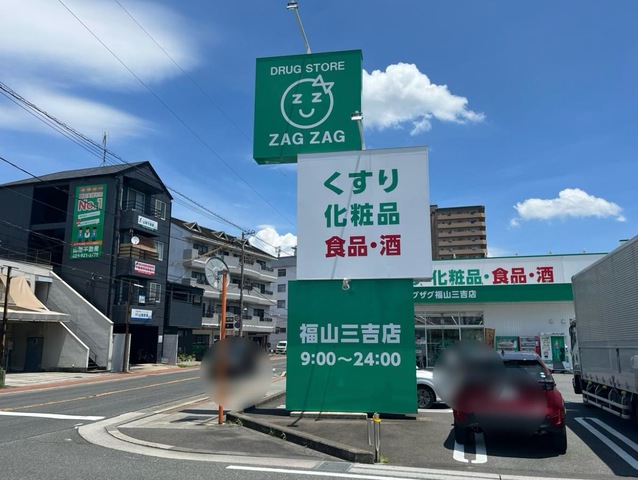 DRUG STORE
ZAG ZAG
くすり
化粧品
食品・酒
福山三吉店
9:00～24:00
化粧品・食品・酒
グザグ福山三吉店
No.1